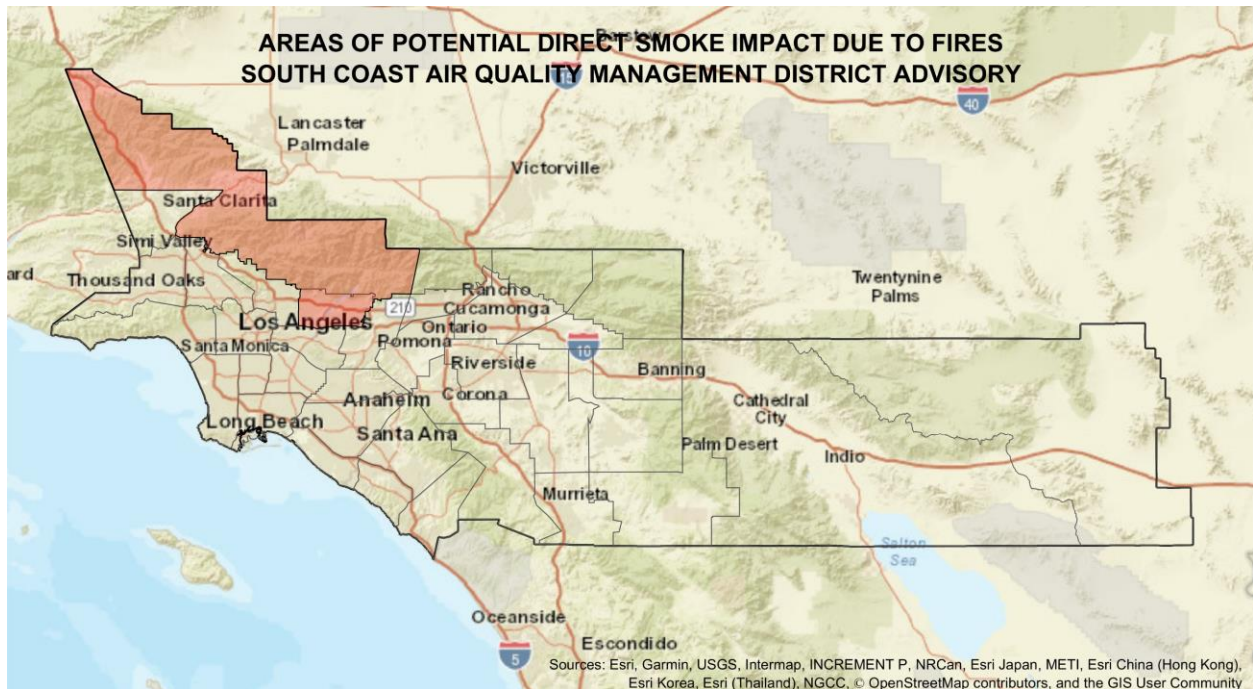 AREAS OF POTENTIAL DIRECT SMOKE IMPACT DUE TO FIRES
SOUTH COAST AIR QUALITY MANAGEMENT DISTRICT ADVISORY
Barstow
15
40
Lancaster
Palmdale
Victorville
Santa Clarita
Simi Valley
ard
Thousand Oaks
Twentynine
Palms
Rancho
Cucamonga
210
Los Angeles
Ontario
Santa Monica
Pomona
10
Riverside
Banning
Corona
Anaheim
Cathedral
City
Long Beach
Santa Ana
Palm Desert
Indio
Murrieta
Salton
Sea
Oceanside
Escondido
5
Sources: Esri, Garmin, USGS, Intermap, INCREMENT P, NRCan, Esri Japan, METI, Esri China (Hong Kong),
Esri Korea, Esri (Thailand), NGCC, © OpenStreetMap contributors, and the GIS User Community